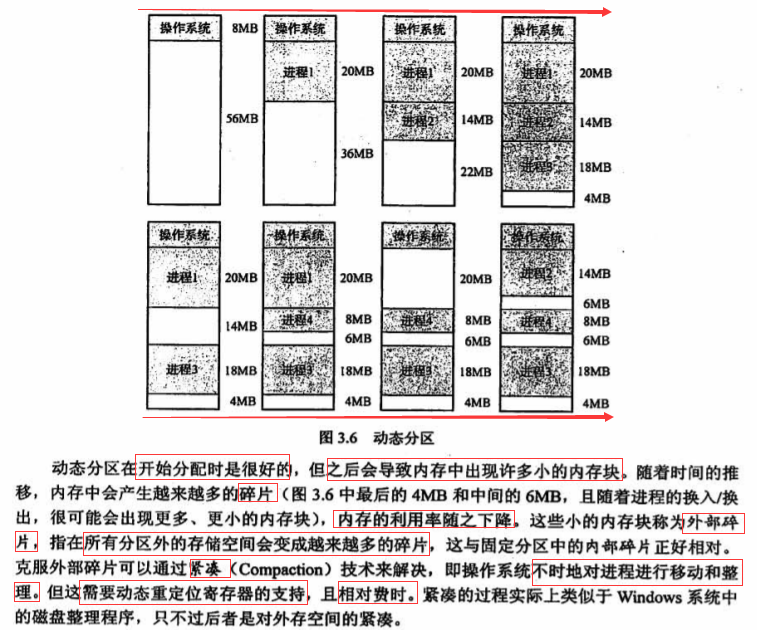 操作系统 8MB 操作系统 操作系统 操作系统
进程1 20MB 进程1 20MB 进程1 20MB
56MB 进程2 14MB 进程2 14MB
36MB 22MB 进程3 18MB
4MB
操作系统 操作系统 操作系统 操作系统
进程1 20MB 进程1 20MB 20MB 进程2 14MB
6MB
14MB 进程4 8MB 进程4 8MB 进程4 8MB
6MB 6MB 6MB
进程3 18MB 进程3 18MB 进程3 18MB 进程3 18MB
4MB 4MB 4MB 4MB
图 3.6 动态分区
动态分区在开始分配时是很好的，但之后会导致内存中出现许多小的内存块。随着时间的推
移，内存中会产生越来越多的碎片（图 3.6 中最后的 4MB 和中间的 6MB，且随着进程的换入/换
出，很可能会出现更多、更小的内存块），内存的利用率随之下降。这些小的内存块称为外部碎
片，指在所有分区外的存储空间会变成越来越多的碎片，这与固定分区中的内部碎片正好相对。
克服外部碎片可以通过紧凑（Compaction）技术来解决，即操作系统不时地对进程进行移动和整
理。但这需要动态重定位寄存器的支持，且相对费时。紧凑的过程实际上类似于 Windows 系统中
的磁盘整理程序，只不过后者是对外存空间的紧凑。